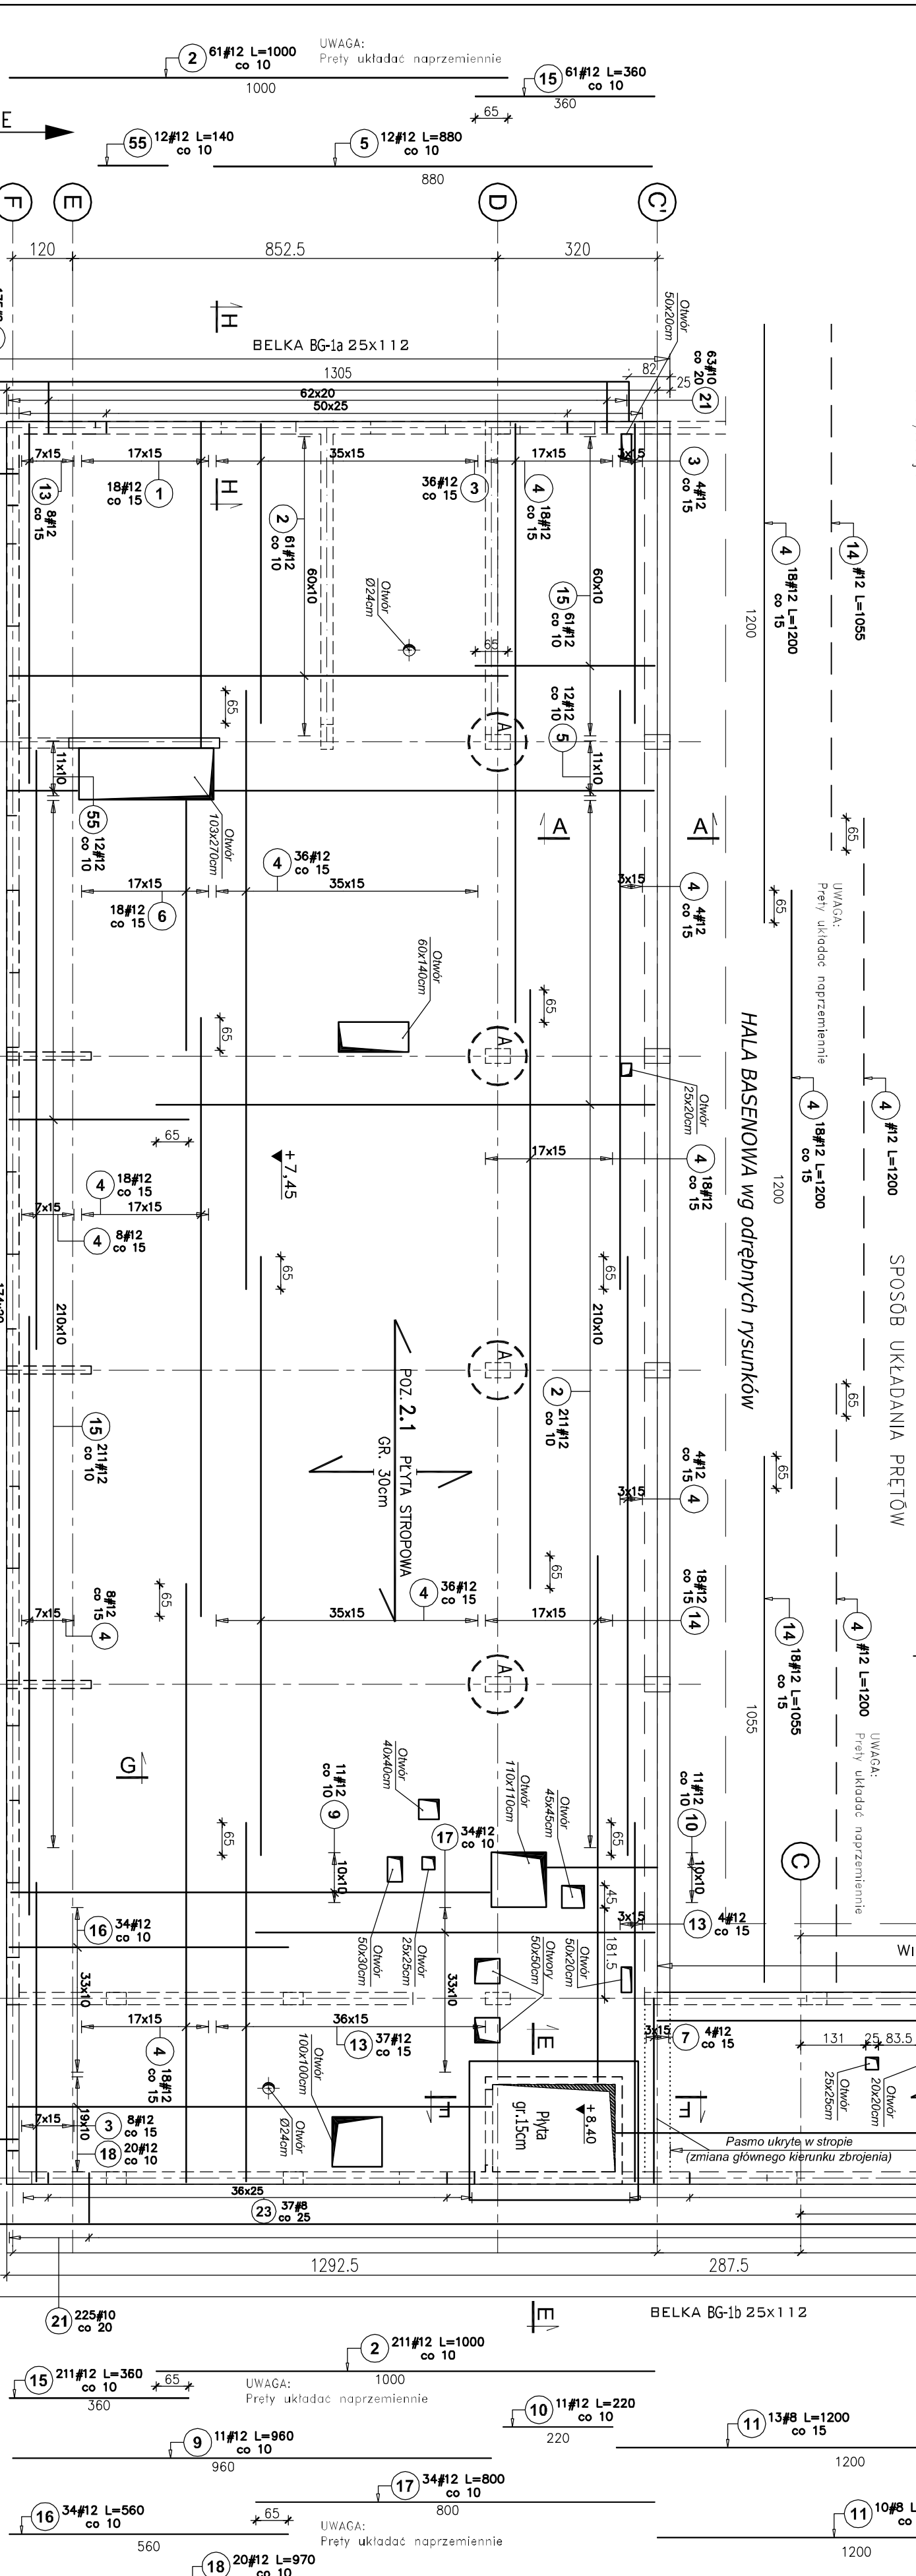 2 61#12 L=1000
co 10
1000
UWAGA:
Pręty układać naprzemiennie
15 61#12 L=360
co 10
360
65
E
55 12#12 L=140
co 10
5 12#12 L=880
co 10
880
F
E
D
C'
120
852.5
320
H
BELKA BG-1a 25x112
1305
Otwór
50x20cm
82
25
63#10
co 20
21
62x20
50x25
7x15
17x15
35x15
17x15
3x15
13 8#12
co 15
18#12
co 15
1
H
36#12
co 15
3
4 18#12
co 15
3 4#12
co 15
2 61#12
co 10
60x10
Otwór
Ø24cm
15 61#12
co 10
60x10
65
65
12#12
co 10
5
A
11x10
11x10
55 12#12
co 10
Otwór
103x270cm
A
A
4 36#12
co 15
17x15
35x15
3x15
18#12
co 15
6
4 4#12
co 15
Otwór
60x140cm
65
65
A
Otwór
25x20cm
65
+7,45
17x15
4 18#12
co 15
4 18#12
co 15
7x15
17x15
4 8#12
co 15
65
65
210x10
210x10
HALA BASENOWA wg odrębnych rysunków
A
POZ. 2.1 PŁYTA STROPOWA
GR. 30cm
2 211#12
co 10
15 211#12
co 10
4#12
co 15
4
3x15
65
65
4 36#12
co 15
18#12
co 15
14
8#12
co 15
4
7x15
35x15
17x15
A
G
Otwór
40x40cm
Otwór
110x110cm
Otwór
45x45cm
11#12
co 10
9
11#12
co 10
10
65
65
17 34#12
co 10
10x10
10x10
45
16 34#12
co 10
Otwór
50x30cm
Otwór
25x25cm
Otwory
50x50cm
Otwór
50x20cm
181.5
3x15
13 4#12
co 15
33x10
33x10
17x15
36x15
3x15
4 18#12
co 15
13 37#12
co 15
E
7 4#12
co 15
131
25
83.5
Otwór
25x25cm
Otwór
20x20cm
Otwór
100x100cm
Otwór
Ø24cm
F
F
7x15
19x10
3 8#12
co 15
18 20#12
co 10
Płyta
gr.15cm
+8,40
Pasmo ukryte w stropie
(zmiana głównego kierunku zbrojenia)
36x25
23 37#8
co 25
1292.5
287.5
21 225#10
co 20
E
BELKA BG-1b 25x112
14 #12 L=1055
4 18#12 L=1200
co 15
1200
65
UWAGA:
Pręty układać naprzemiennie
65
4 #12 L=1200
4 18#12 L=1200
co 15
1200
SPOSÓB UKŁADANIA PRĘTÓW
65
65
4 #12 L=1200
14 18#12 L=1055
co 15
1055
UWAGA:
Pręty układać naprzemiennie
C
2 211#12 L=1000
co 10
1000
15 211#12 L=360
co 10
360
65
UWAGA:
Pręty układać naprzemiennie
10 11#12 L=220
co 10
220
11 13#8 L=1200
co 15
1200
9 11#12 L=960
co 10
960
17 34#12 L=800
co 10
800
16 34#12 L=560
co 10
560
65
UWAGA:
Pręty układać naprzemiennie
11 10#8 L
co
1200
18 20#12 L=970
co 10